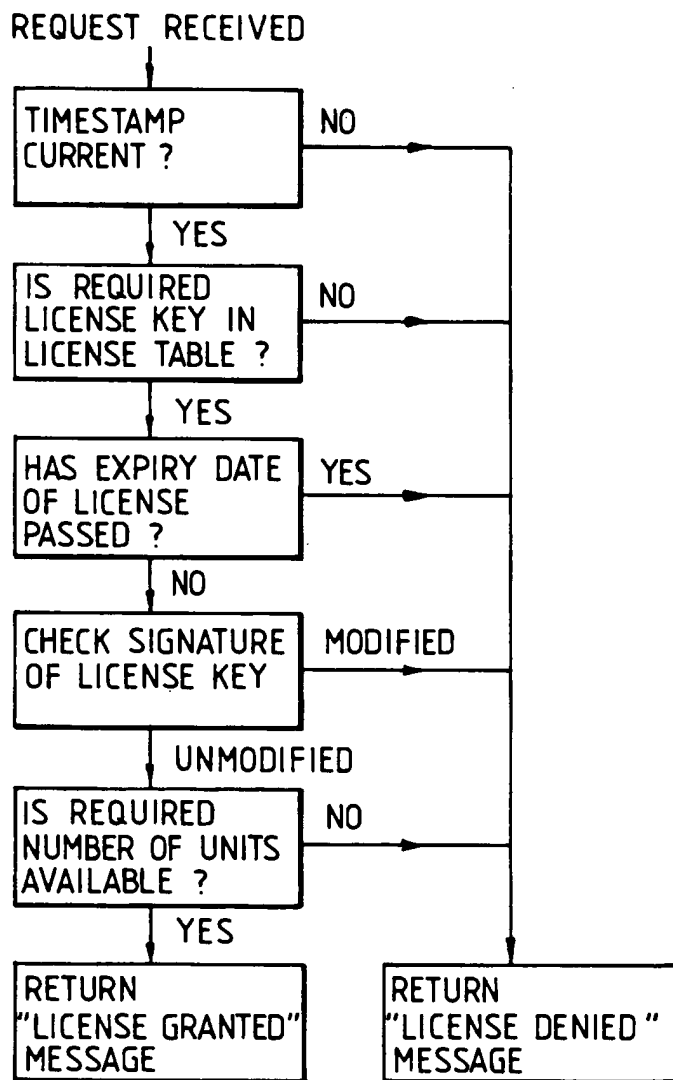 REQUEST RECEIVED
TIMESTAMP
CURRENT ?
NO
YES
IS REQUIRED
LICENSE KEY IN
LICENSE TABLE ?
NO
YES
HAS EXPIRY DATE
OF LICENSE
PASSED ?
YES
NO
CHECK SIGNATURE
OF LICENSE KEY
MODIFIED
UNMODIFIED
IS REQUIRED
NUMBER OF UNITS
AVAILABLE ?
NO
YES
RETURN
"LICENSE GRANTED"
MESSAGE
RETURN
"LICENSE DENIED "
MESSAGE